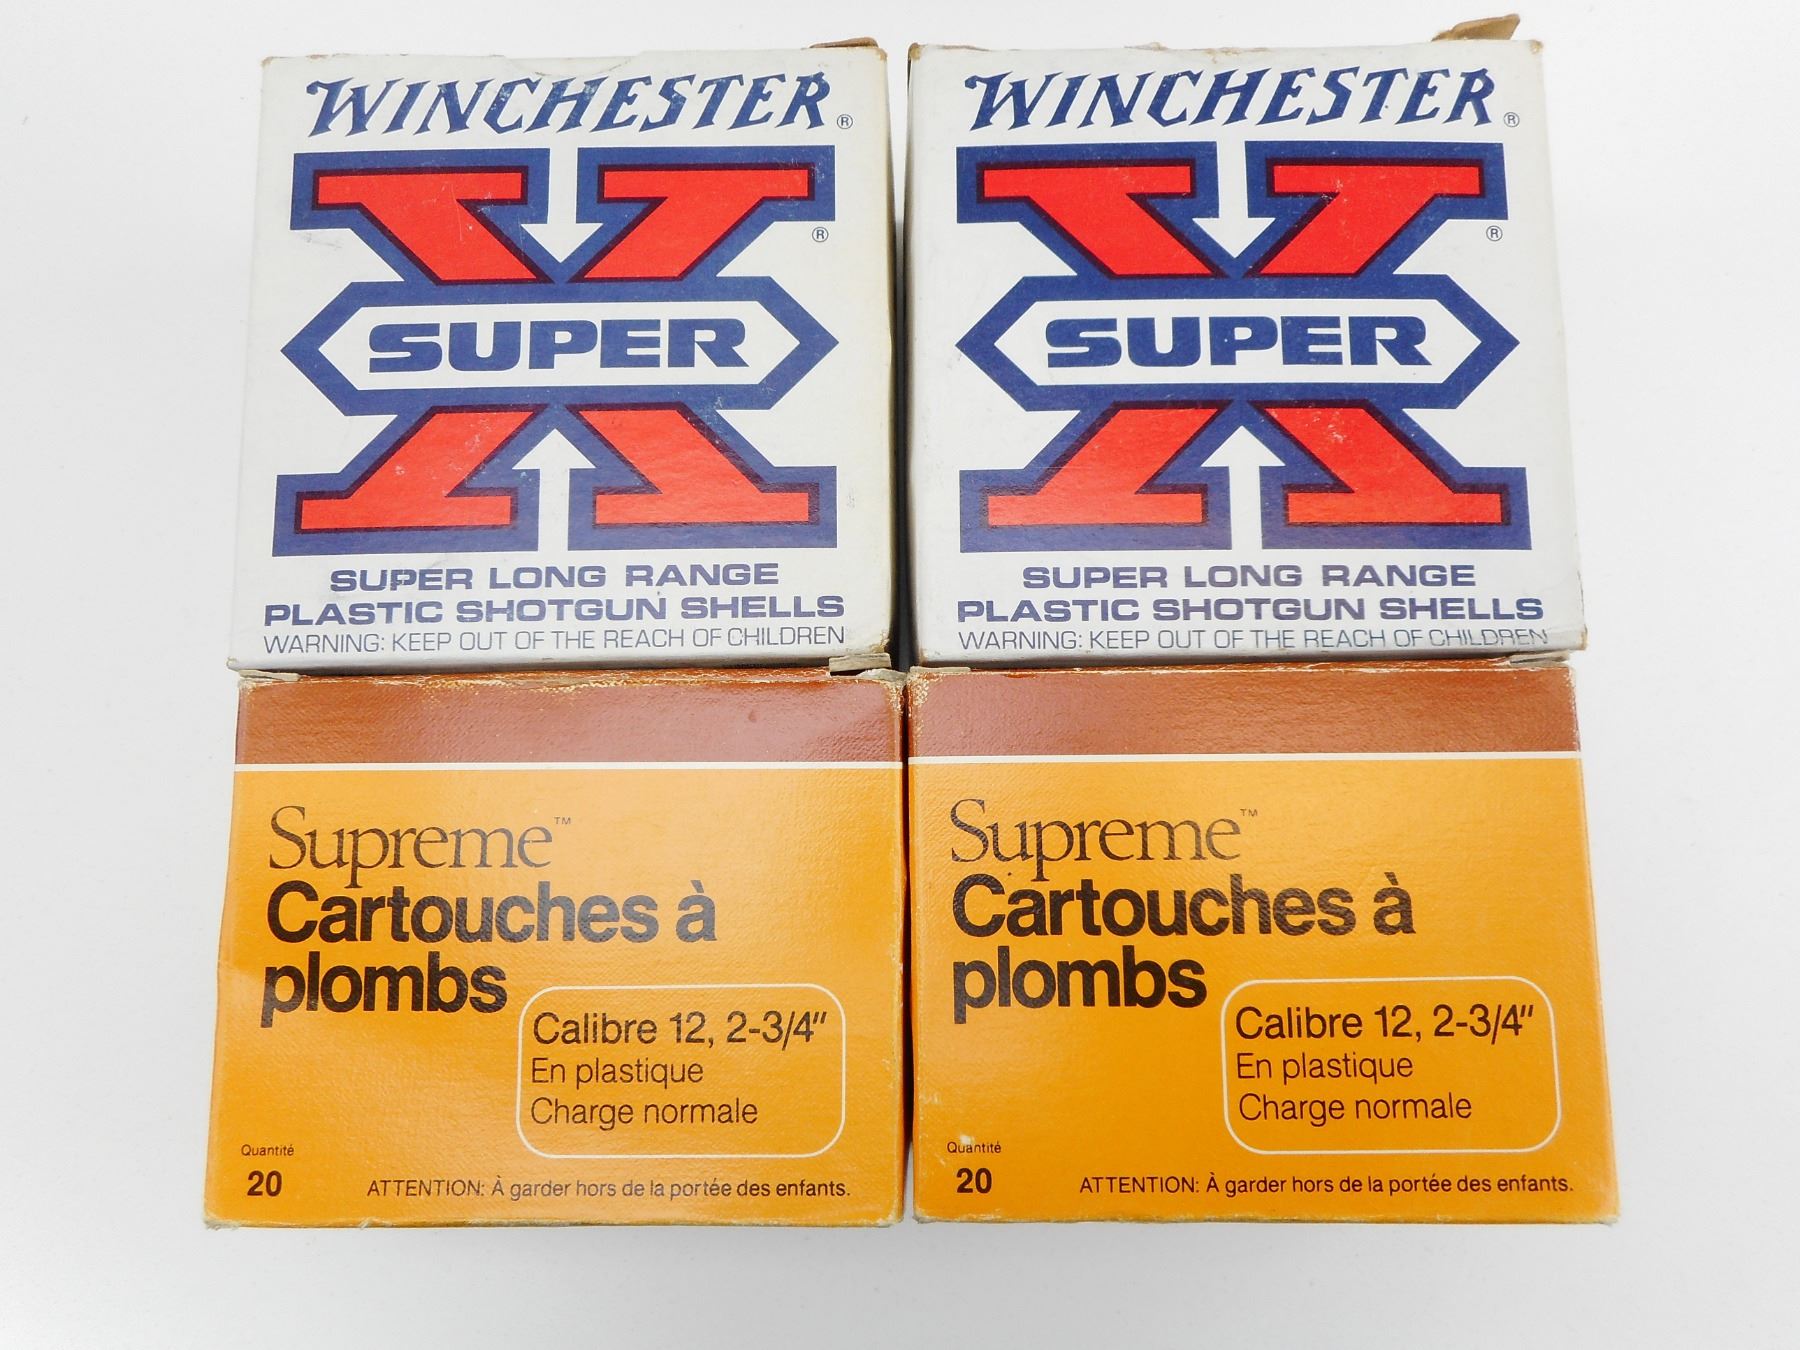 WINCHESTER®
®
SUPER
SUPER LONG RANGE
PLASTIC SHOTGUN SHELLS
WARNING: KEEP OUT OF THE REACH OF CHILDREN
WINCHESTER®
®
SUPER
SUPER LONG RANGE
PLASTIC SHOTGUN SHELLS
WARNING: KEEP OUT OF THE REACH OF CHILDREN
Supreme™
Cartouches à
plombs
Calibre 12, 2-3/4"
En plastique
Charge normale
Quantité
20
ATTENTION: À garder hors de la portée des enfants.
Supreme™
Cartouches à
plombs
Calibre 12, 2-3/4"
En plastique
Charge normale
Quantité
20
ATTENTION: À garder hors de la portée des enfants.